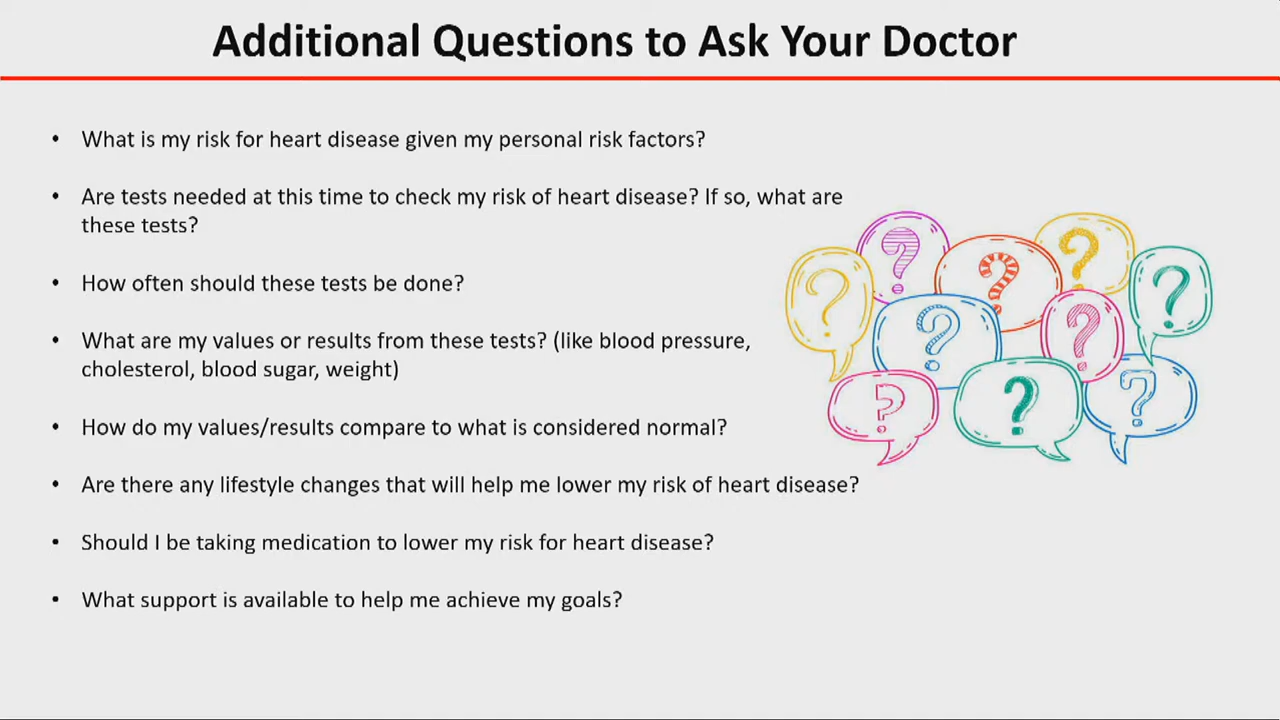 Additional Questions to Ask Your Doctor
• What is my risk for heart disease given my personal risk factors?
• Are tests needed at this time to check my risk of heart disease? If so, what are
these tests?
• How often should these tests be done?
• What are my values or results from these tests? (like blood pressure,
cholesterol, blood sugar, weight)
• How do my values/results compare to what is considered normal?
• Are there any lifestyle changes that will help me lower my risk of heart disease?
• Should I be taking medication to lower my risk for heart disease?
• What support is available to help me achieve my goals?